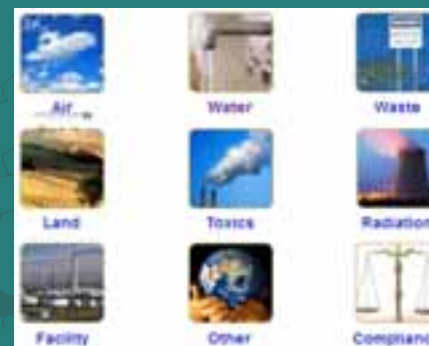 Air Water Waste
Land Toxics Radiation
Facility Other Compliance